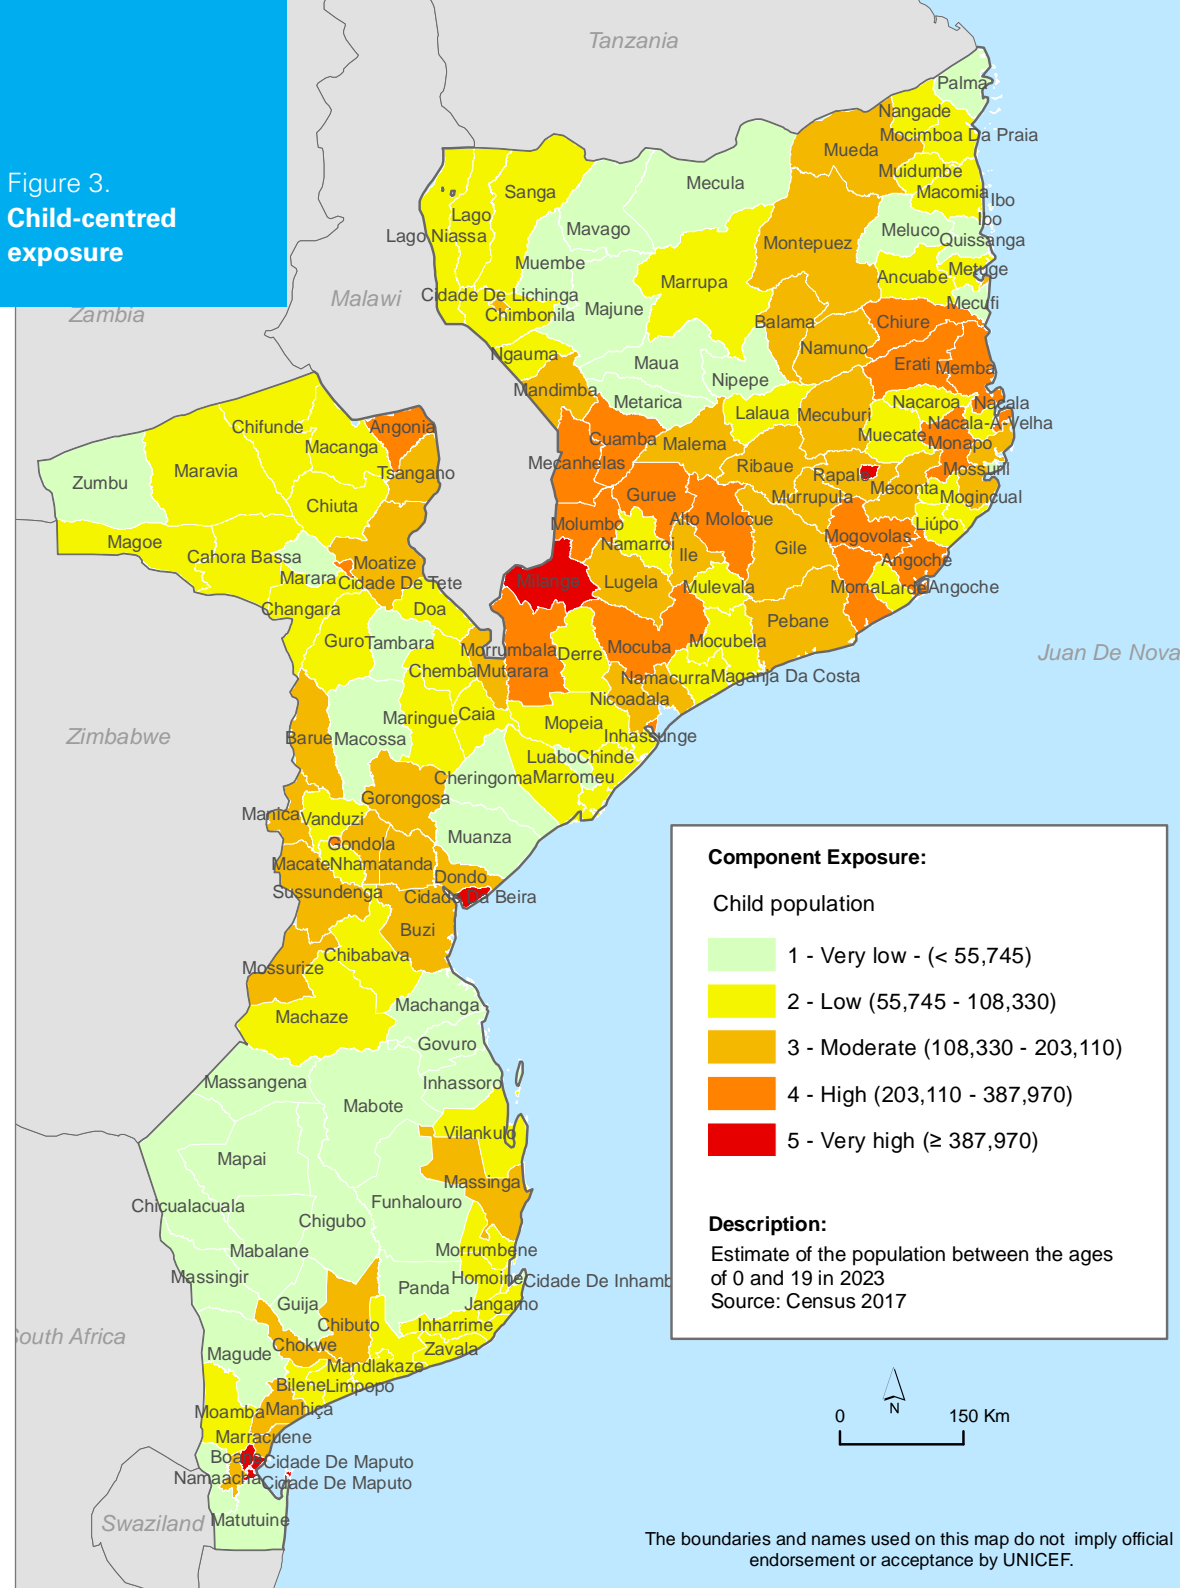 Figure 3.
Child-centred
exposure
Tanzania
Malawi
Zambia
Zimbabwe
South Africa
Swaziland
Juan De Nova
Palma
Nangade
Mocimboa Da Praia
Mueda
Muidumbe
Macomia
Ibo
Ibo
Mecula
Sanga
Lago
Lago Niassa
Mavago
Meluco
Quissanga
Montepuez
Muembe
Marrupa
Ancuabe
Metuge
Cidade De Lichinga
Chimbonila
Majune
Mecufi
Balama
Chiure
Ngauma
Namuno
Maua
Erati
Memba
Nipepe
Mandimba
Metarica
Nacaroa
Nacala
Lalaua
Mecuburi
Nacala-A-Velha
Chifunde
Angonia
Macanga
Cuamba
Malema
Muecate
Monapo
Mecanhelas
Ribaue
Rapale
Mossuril
Maravia
Tsangano
Zumbu
Meconta
Mogincual
Gurue
Murrupula
Chiuta
Alto Molocue
Liúpo
Molumbo
Mogovolas
Magoe
Cahora Bassa
Namarroi
Ile
Gile
Angoche
Moatize
Marara
Cidade De Tete
Milange
Lugela
Mulevala
Moma
Larde
Angoche
Changara
Doa
Pebane
Guro
Tambara
Mocubela
Morrumbala
Derre
Mocuba
Chemba
Mutarara
Namacurra
Maganja Da Costa
Nicoadala
Maringue
Caia
Mopeia
Barue
Macossa
Inhassunge
Luabo
Chinde
Cheringoma
Marromeu
Gorongosa
Manica
Vanduzi
Muanza
Gondola
Macate
Nhamatanda
Dondo
Sussundenga
Cidade Da Beira
Buzi
Chibabava
Mossurize
Machanga
Machaze
Govuro
Massangena
Inhassoro
Mabote
Vilankulo
Mapai
Massinga
Chicualacuala
Funhalouro
Chigubo
Mabalane
Morrumbene
Massingir
Homoine
Cidade De Inhamb
Panda
Guija
Jangamo
Chibuto
Inharrime
Chokwe
Zavala
Magude
Mandlakaze
Bilene
Limpopo
Moamba
Manhiça
Marracuene
Boane
Cidade De Maputo
Namaacha
Cidade De Maputo
Matutuine
Component Exposure:
Child population
1 - Very low - (< 55,745)
2 - Low (55,745 - 108,330)
3 - Moderate (108,330 - 203,110)
4 - High (203,110 - 387,970)
5 - Very high (≥ 387,970)
Description:
Estimate of the population between the ages
of 0 and 19 in 2023
Source: Census 2017
N
0
150 Km
The boundaries and names used on this map do not imply official
endorsement or acceptance by UNICEF.